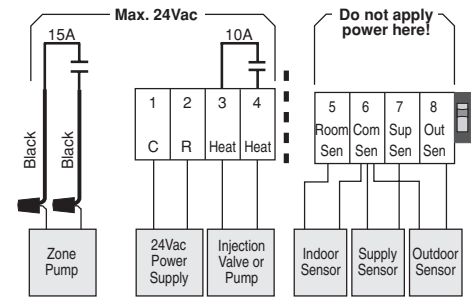 Max. 24Vac
Do not apply
power here!
15A
10A
Black
Black
1 2 3 4
C R Heat Heat
5 6 7 8
Room Com Sup Out
Sen Sen Sen Sen
Zone
Pump
24Vac
Power
Supply
Injection
Valve or
Pump
Indoor
Sensor
Supply
Sensor
Outdoor
Sensor